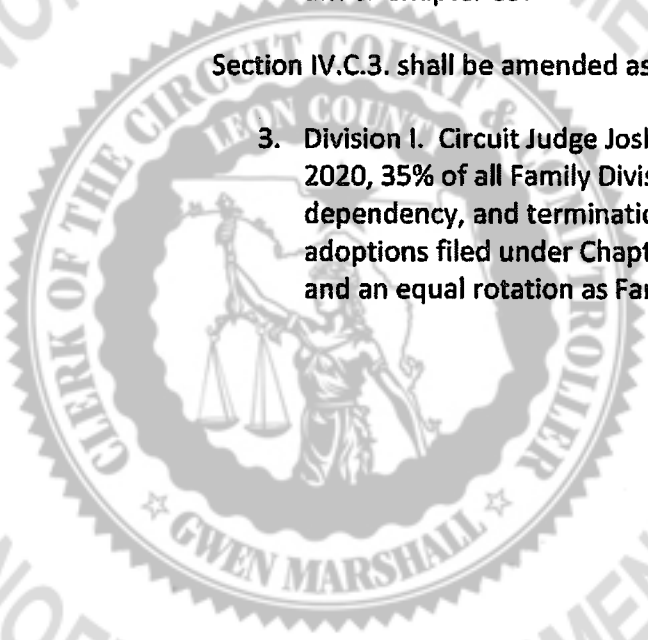 Section IV.C.3. shall be amended as
3. Division I. Circuit Judge Josh
2020, 35% of all Family Divis
dependency, and terminatio
adoptions filed under Chapt
and an equal rotation as Fan
CLERK OF THE CIRCUIT COURT & COMPTROLLER
LEON COUNTY
GWEN MARSHALL